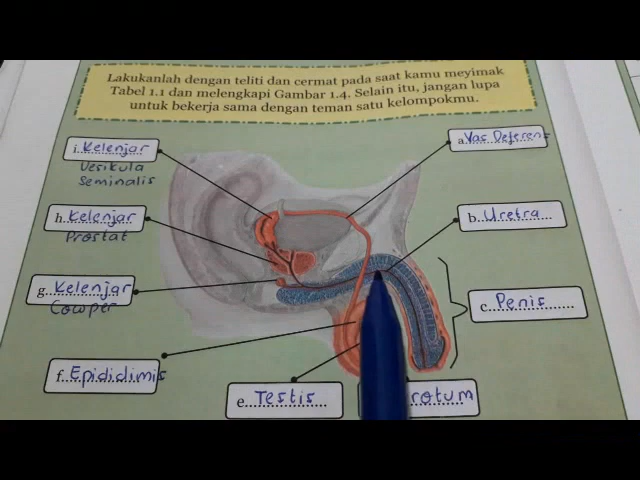 Lakukanlah dengan teliti dan cermat pada saat kamu meyimak
Tabel 1.1 dan melengkapi Gambar 1.4. Selain itu, jangan lupa
untuk bekerja sama dengan teman satu kelompokmu.
i. Kelenjar
Vesikula
Seminalis
a. Vas Deferens
h. Kelenjar
Prostat
b. Uretra
g. Kelenjar
Cowper
c. Penis
f. Epididimis
e. Testis
rotum